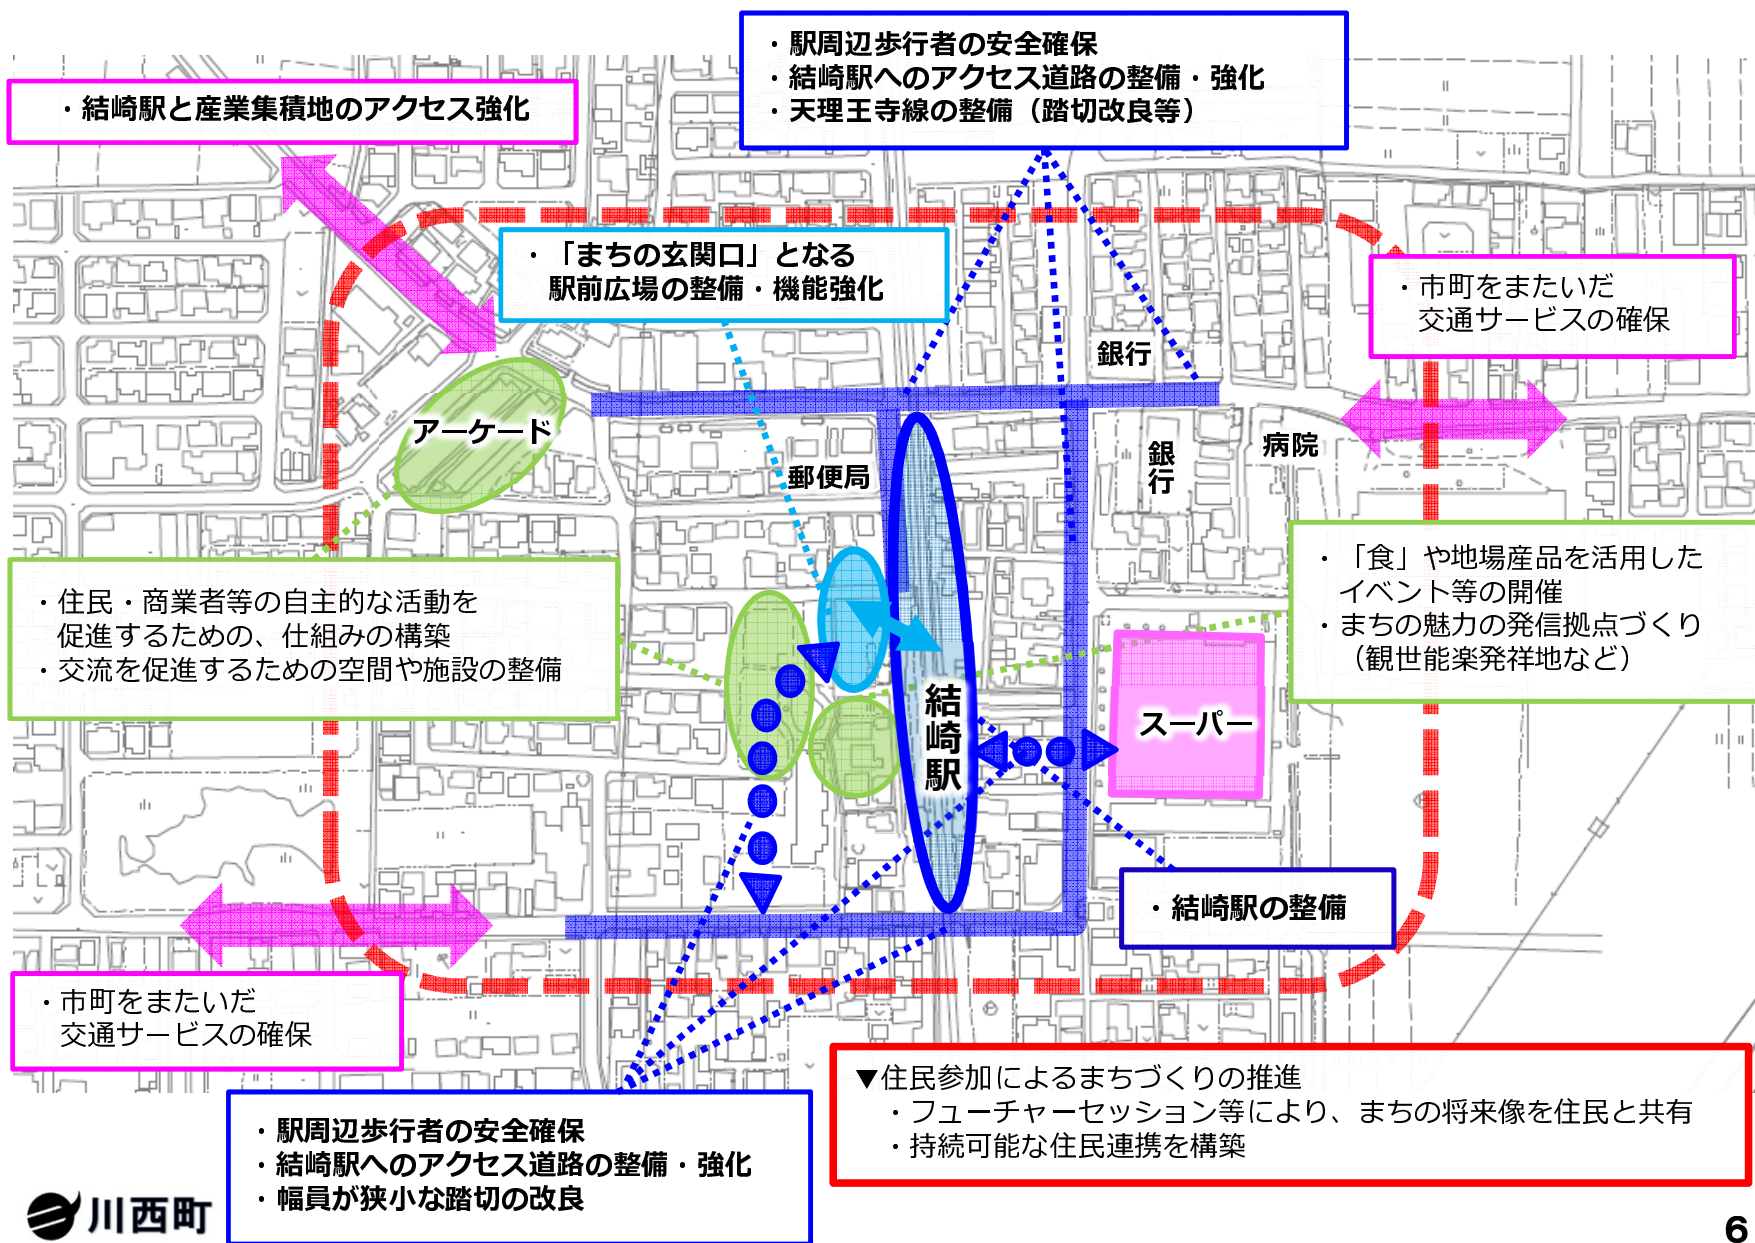 ・駅周辺歩行者の安全確保
・結崎駅へのアクセス道路の整備・強化
・天理王寺線の整備（踏切改良等）
・結崎駅と産業集積地のアクセス強化
・「まちの玄関口」となる
駅前広場の整備・機能強化
・市町をまたいだ
交通サービスの確保
銀行
アーケード
郵便局
銀行
病院
・「食」や地場産品を活用した
イベント等の開催
・まちの魅力の発信拠点づくり
（観世能楽発祥地など）
・住民・商業者等の自主的な活動を
促進するための、仕組みの構築
・交流を促進するための空間や施設の整備
結崎駅
スーパー
・結崎駅の整備
・市町をまたいだ
交通サービスの確保
▼住民参加によるまちづくりの推進
・フューチャーセッション等により、まちの将来像を住民と共有
・持続可能な住民連携を構築
・駅周辺歩行者の安全確保
・結崎駅へのアクセス道路の整備・強化
・幅員が狭小な踏切の改良
川西町
6